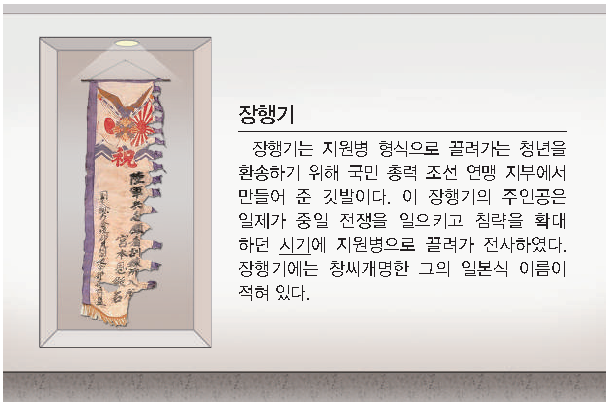 祝
장행기
장행기는 지원병 형식으로 끌려가는 청년을
환송하기 위해 국민 총력 조선 연맹 지부에서
만들어 준 깃발이다. 이 장행기의 주인공은
일제가 중일 전쟁을 일으키고 침략을 확대
하던 시기에 지원병으로 끌려가 전사하였다.
장행기에는 창씨개명한 그의 일본식 이름이
적혀 있다.